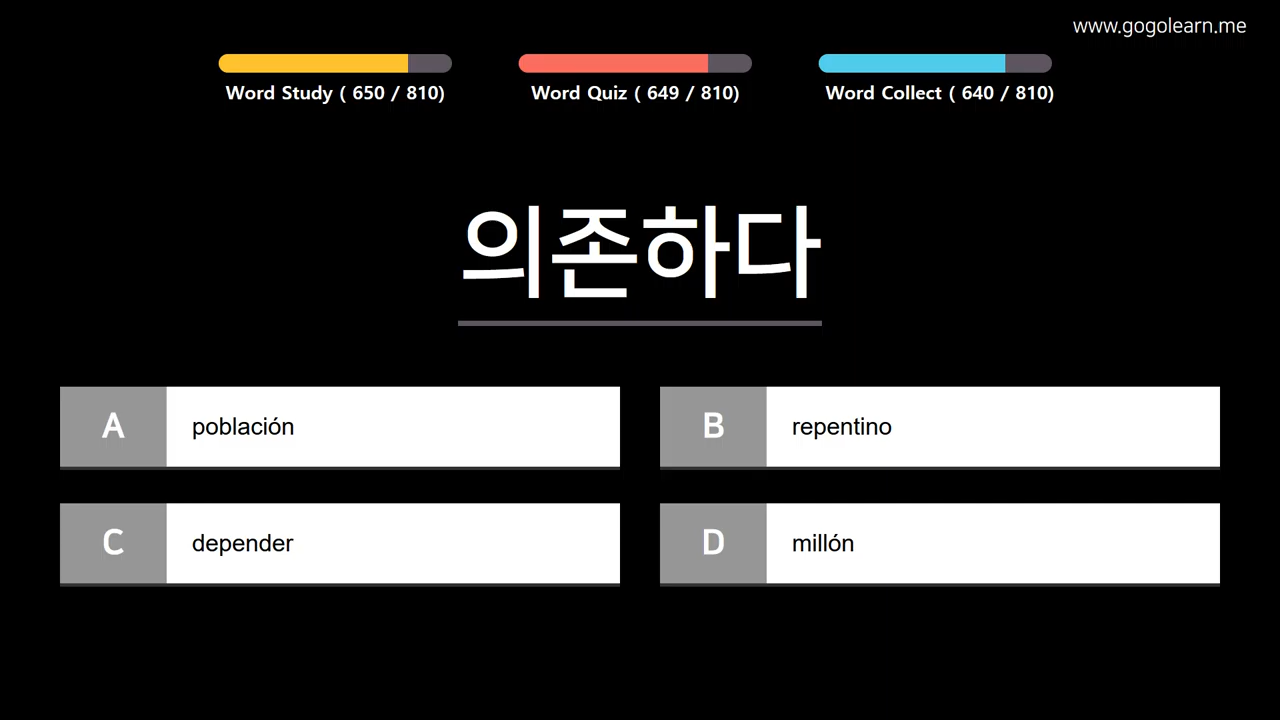 www.gogolearn.me
Word Study ( 650 / 810)
Word Quiz ( 649 / 810)
Word Collect ( 640 / 810)
의존하다
A
población
B
repentino
C
depender
D
millón